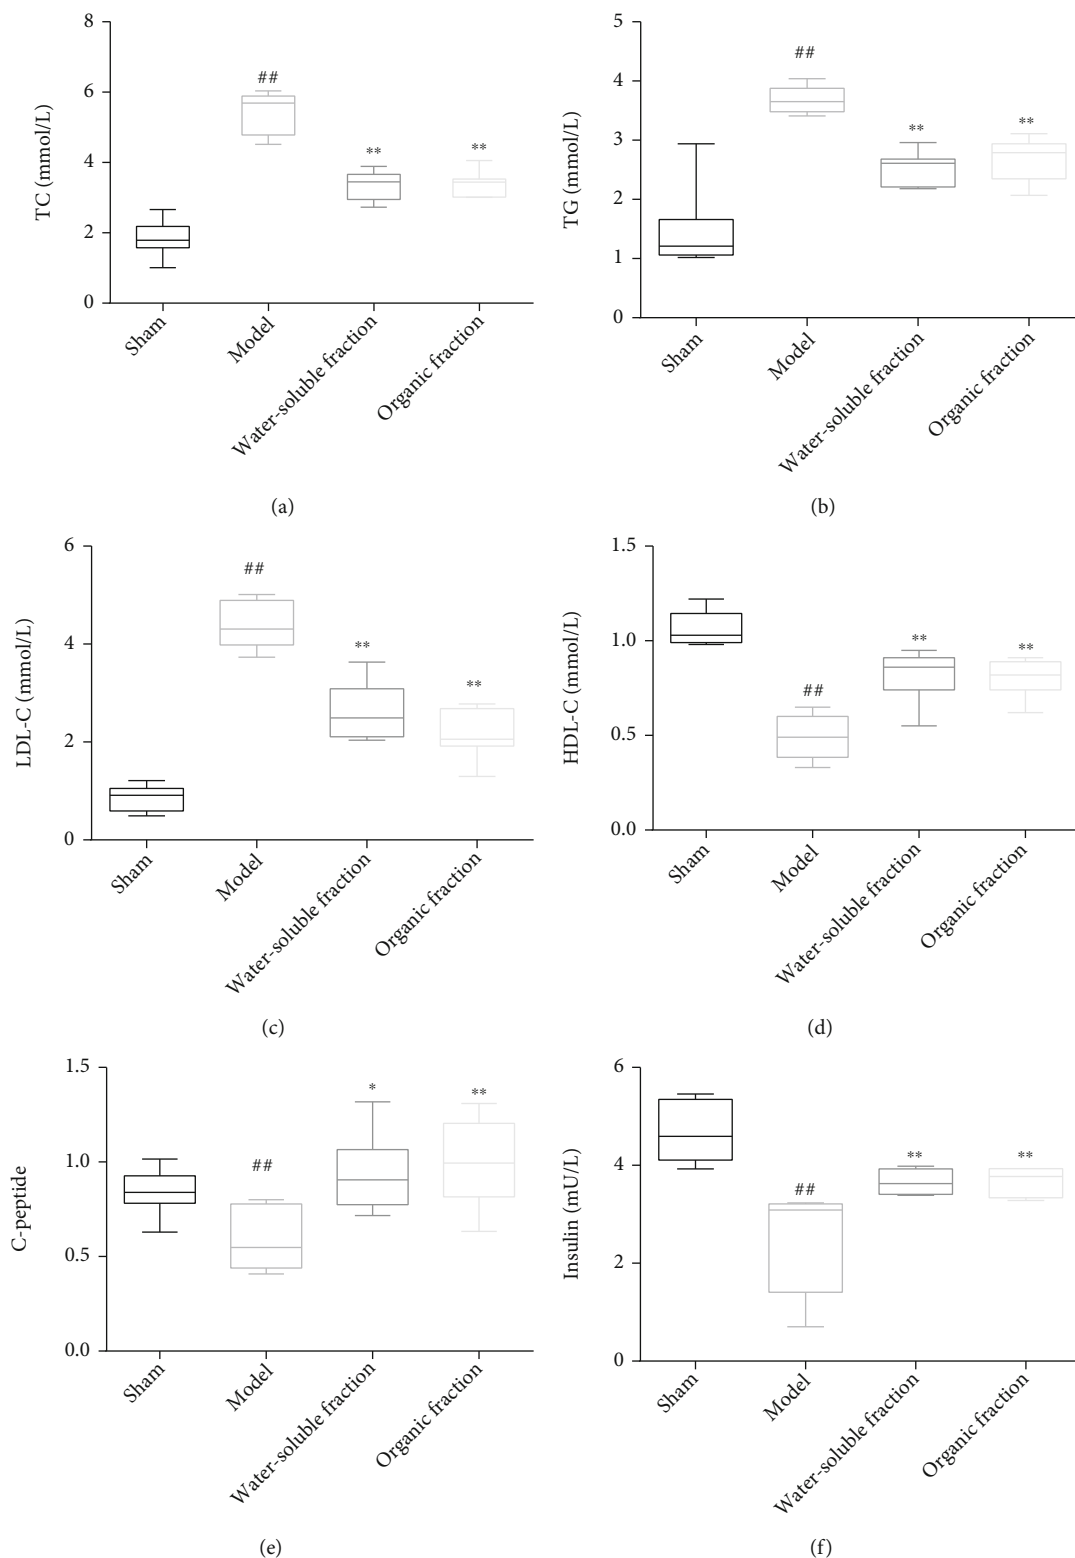 TC (mmol/L)
8
6
4
2
0
##
**
**
Sham
Model
Water-soluble fraction
Organic fraction
(a)
TG (mmol/L)
5
4
3
2
1
0
##
**
**
Sham
Model
Water-soluble fraction
Organic fraction
(b)
LDL-C (mmol/L)
6
4
2
0
##
**
**
Sham
Model
Water-soluble fraction
Organic fraction
(c)
HDL-C (mmol/L)
1.5
1.0
0.5
0.0
##
**
**
Sham
Model
Water-soluble fraction
Organic fraction
(d)
C-peptide
1.5
1.0
0.5
0.0
##
*
**
Sham
Model
Water-soluble fraction
Organic fraction
(e)
Insulin (mU/L)
6
4
2
0
##
**
**
Sham
Model
Water-soluble fraction
Organic fraction
(f)